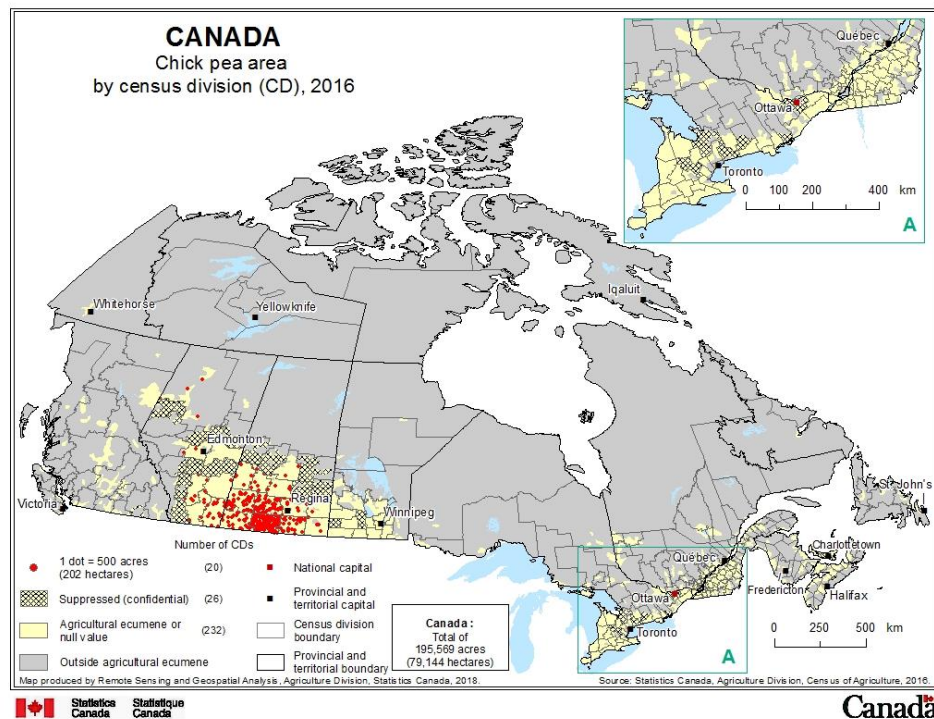 CANADA
Chick pea area
by census division (CD), 2016
Québec
Ottawa
Toronto
0 100 200 400 km
A
Iqaluit
Whitehorse
Yellowknife
Edmonton
Regina
Victoria
Winnipeg
St. John's
Québec
Charlottetown
Ottawa
Fredericton
Halifax
Toronto
A
0 250 500 km
Number of CDs
1 dot = 500 acres
(202 hectares)
(20)
Suppressed (confidential)
(26)
Agricultural ecumene or
null value
(232)
Outside agricultural ecumene
National capital
Provincial and
territorial capital
Census division
boundary
Provincial and
territorial boundary
Canada :
Total of
195,569 acres
(79,144 hectares)
Map produced by Remote Sensing and Geospatial Analysis, Agriculture Division, Statistics Canada, 2018.
Source: Statistics Canada, Agriculture Division, Census of Agriculture, 2016.
Statistics Statistique
Canada Canada
Canada